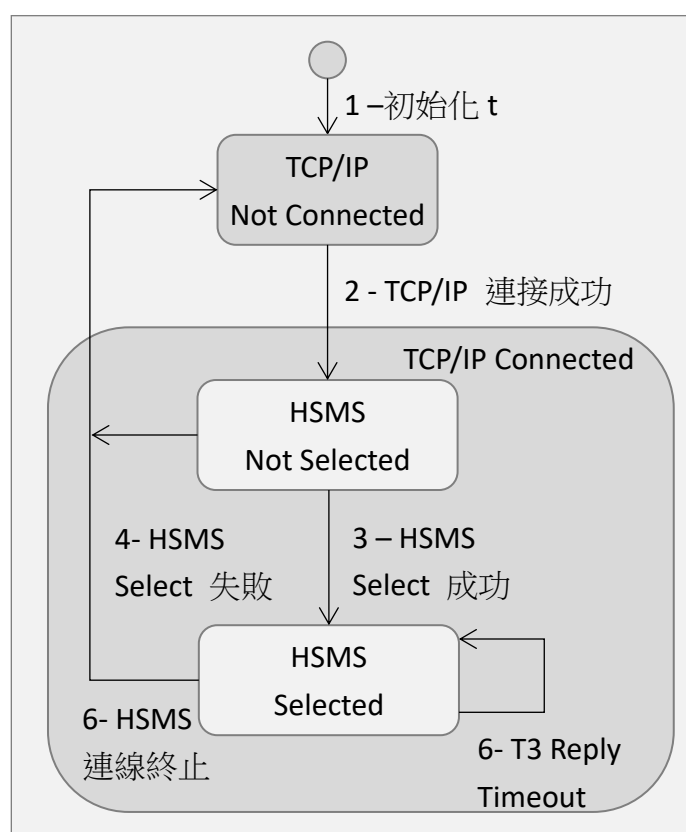 1 –初始化 t
TCP/IP
Not Connected
2 - TCP/IP 連接成功
TCP/IP Connected
HSMS
Not Selected
4- HSMS
Select 失敗
3 – HSMS
Select 成功
HSMS
Selected
6- HSMS
連線終止
6- T3 Reply
Timeout